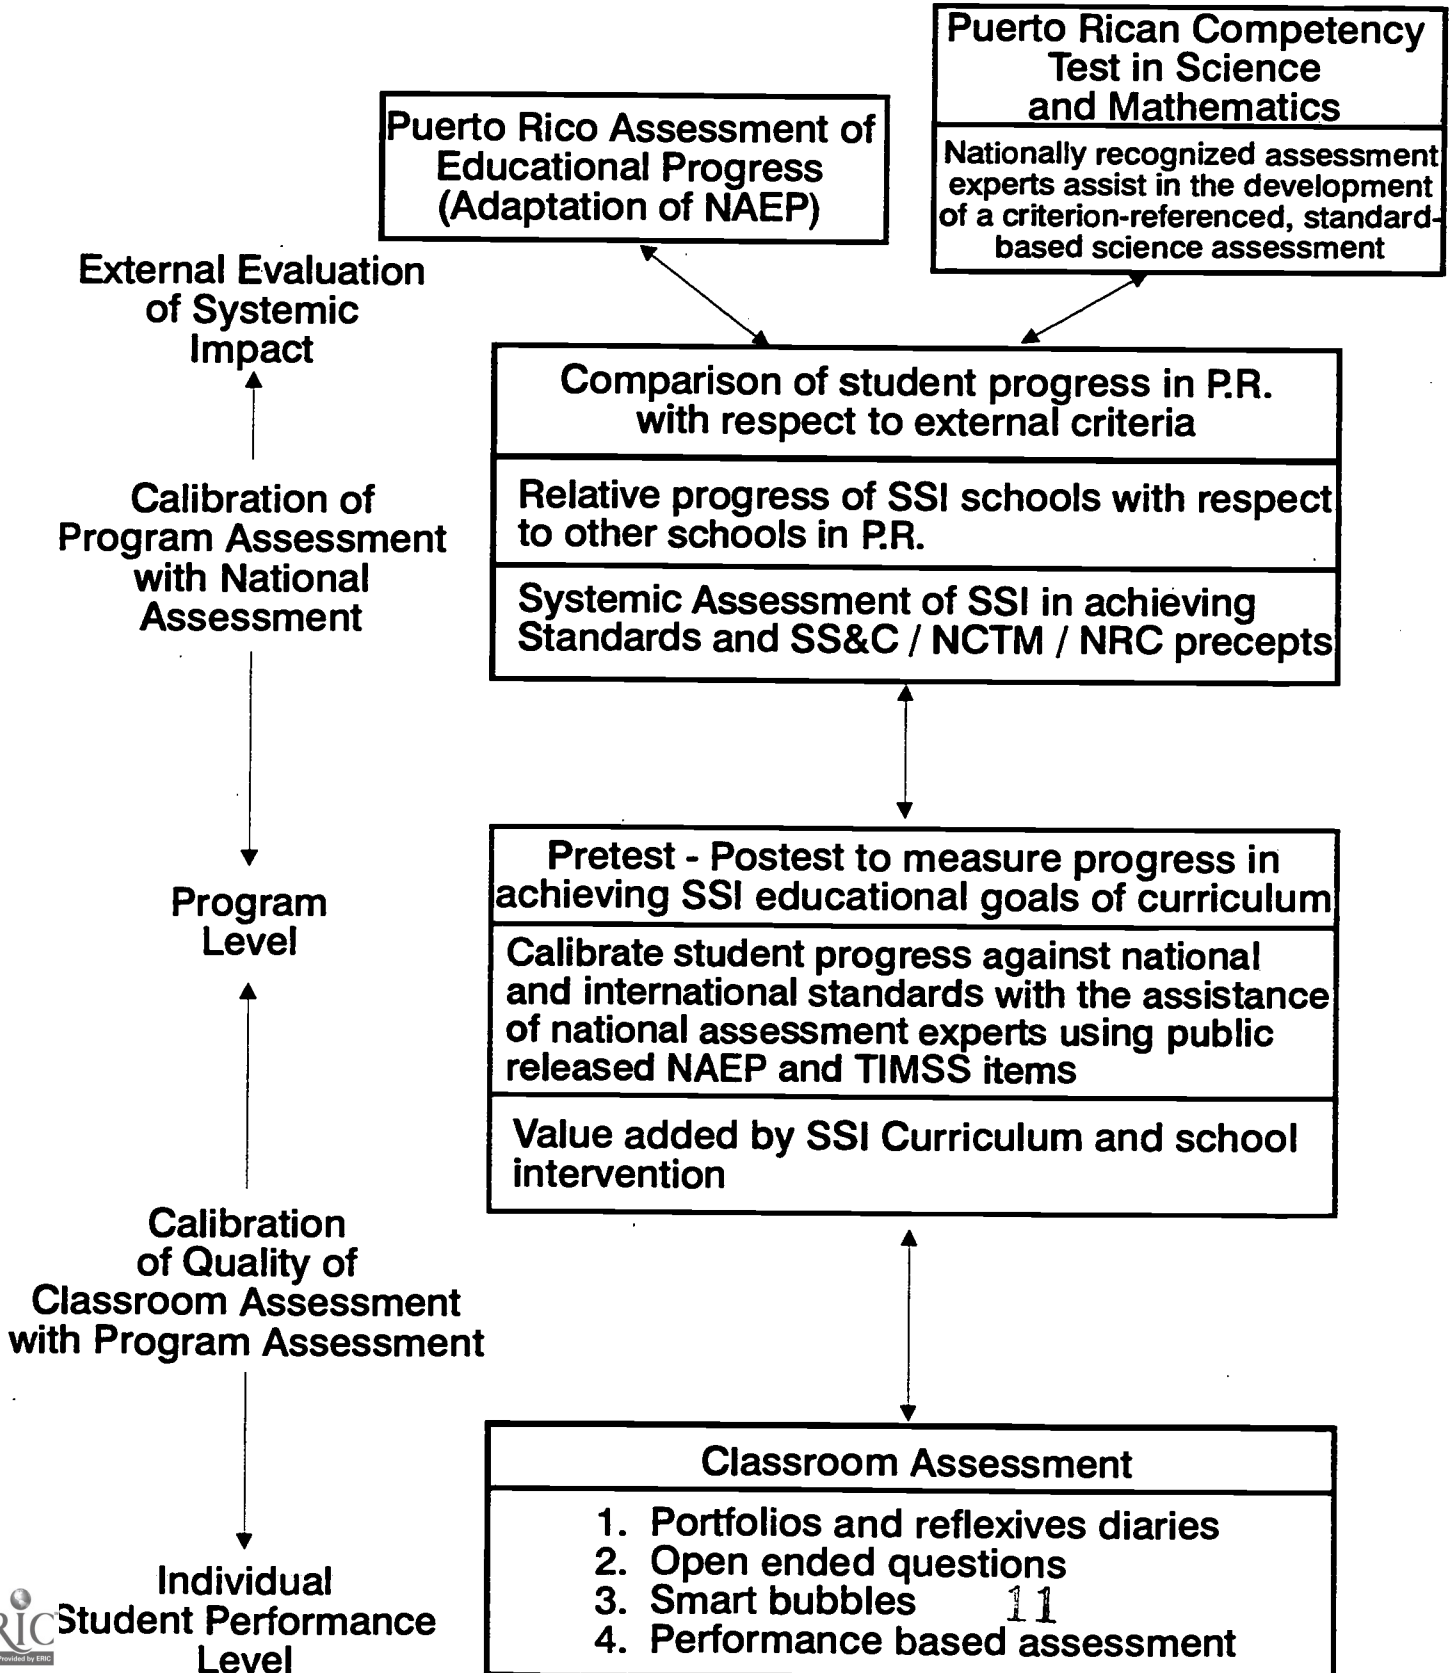 Puerto Rican Competency
Test in Science
and Mathematics
Nationally recognized assessment
experts assist in the development
of a criterion-referenced, standard-
based science assessment
Puerto Rico Assessment of
Educational Progress
(Adaptation of NAEP)
External Evaluation
of Systemic
Impact
Comparison of student progress in P.R.
with respect to external criteria
Relative progress of SSI schools with respect
to other schools in P.R.
Systemic Assessment of SSI in achieving
Standards and SS&C / NCTM / NRC precepts
Calibration of
Program Assessment
with National
Assessment
Pretest - Postest to measure progress in
achieving SSI educational goals of curriculum
Calibrate student progress against national
and international standards with the assistance
of national assessment experts using public
released NAEP and TIMSS items
Value added by SSI Curriculum and school
intervention
Program
Level
Calibration
of Quality of
Classroom Assessment
with Program Assessment
Classroom Assessment
1. Portfolios and reflexives diaries
2. Open ended questions
3. Smart bubbles
11
4. Performance based assessment
Individual
Student Performance
Level
RIC
Provided by ERIC